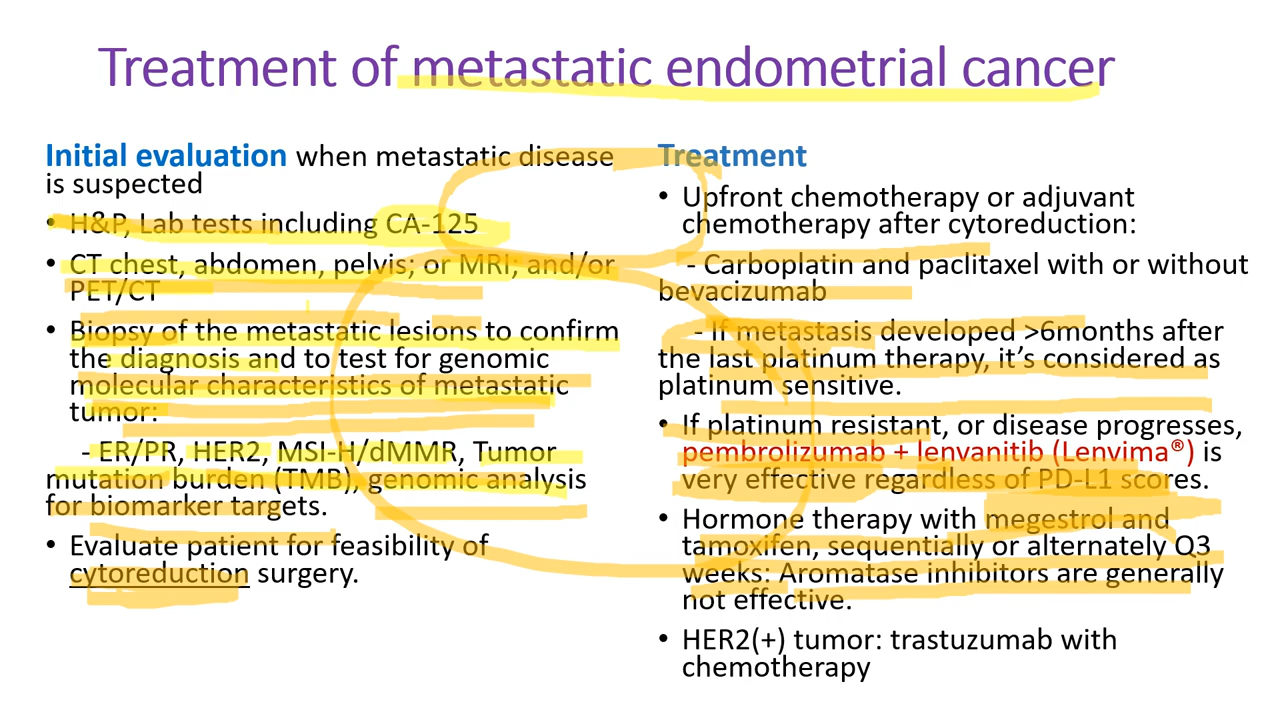 Treatment of metastatic endometrial cancer
Initial evaluation when metastatic disease
is suspected
• H&P, Lab tests including CA-125
• CT chest, abdomen, pelvis; or MRI; and/or
PET/CT
• Biopsy of the metastatic lesions to confirm
the diagnosis and to test for genomic
molecular characteristics of metastatic
tumor:
- ER/PR, HER2, MSI-H/dMMR, Tumor
mutation burden (TMB), genomic analysis
for biomarker targets.
• Evaluate patient for feasibility of
cytoreduction surgery.
Treatment
• Upfront chemotherapy or adjuvant
chemotherapy after cytoreduction:
- Carboplatin and paclitaxel with or without
bevacizumab
- If metastasis developed >6months after
the last platinum therapy, it's considered as
platinum sensitive.
• If platinum resistant, or disease progresses,
pembrolizumab + lenvanitib (Lenvima®) is
very effective regardless of PD-L1 scores.
• Hormone therapy with megestrol and
tamoxifen, sequentially or alternately Q3
weeks: Aromatase inhibitors are generally
not effective.
• HER2(+) tumor: trastuzumab with
chemotherapy